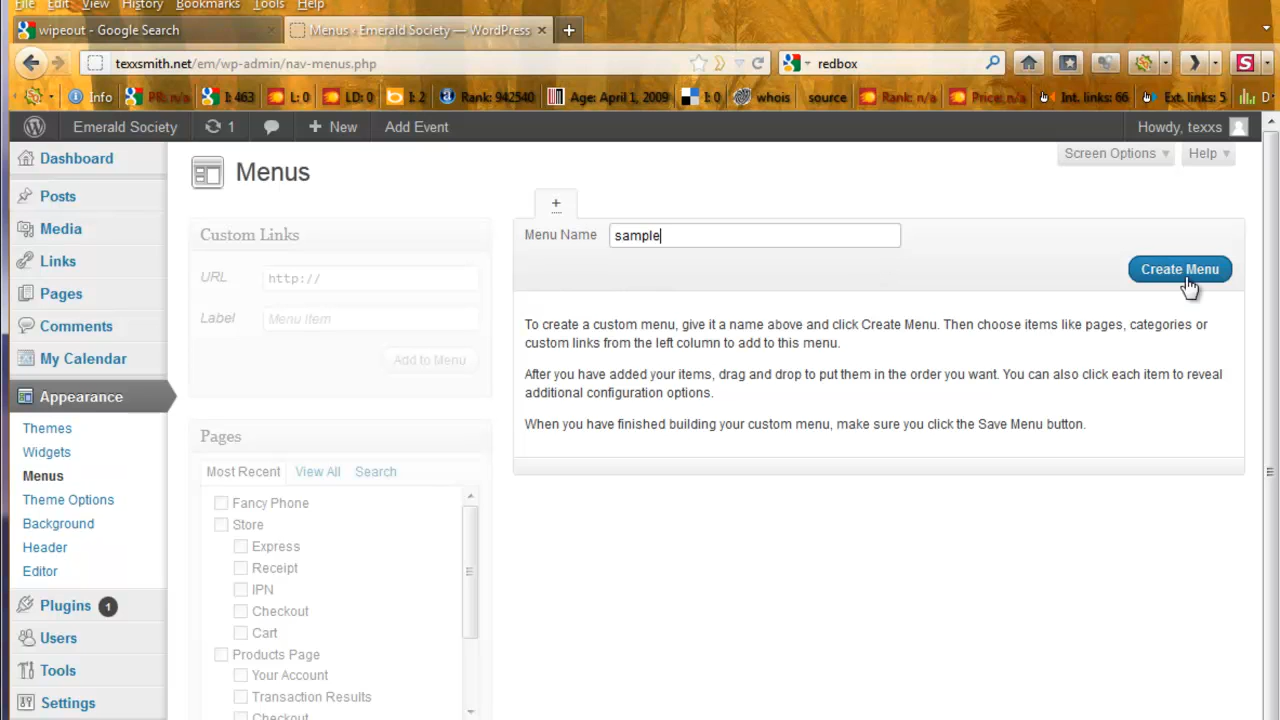 File Edit View History Bookmarks Tools Help
wipeout - Google Search
Menus ‹ Emerald Society — WordPress
texxsmith.net/em/wp-admin/nav-menus.php
redbox
Info PR: n/a I: 463 L: 0 LD: 0 I: 2 Rank: 942540 Age: April 1, 2009 I: 0 whois source Rank: n/a Price: n/a Int. links: 66 Ext. links: 5 D
Emerald Society 1 New Add Event Howdy, texxs
Screen Options Help
Dashboard
Posts
Media
Links
Pages
Comments
My Calendar
Appearance
Themes
Widgets
Menus
Theme Options
Background
Header
Editor
Plugins 1
Users
Tools
Settings
Menus
Custom Links
URL http://
Label Menu Item
Add to Menu
Pages
Most Recent View All Search
Fancy Phone
Store
Express
Receipt
IPN
Checkout
Cart
Products Page
Your Account
Transaction Results
Checkout
+
Menu Name sample
Create Menu
To create a custom menu, give it a name above and click Create Menu. Then choose items like pages, categories or
custom links from the left column to add to this menu.
After you have added your items, drag and drop to put them in the order you want. You can also click each item to reveal
additional configuration options.
When you have finished building your custom menu, make sure you click the Save Menu button.